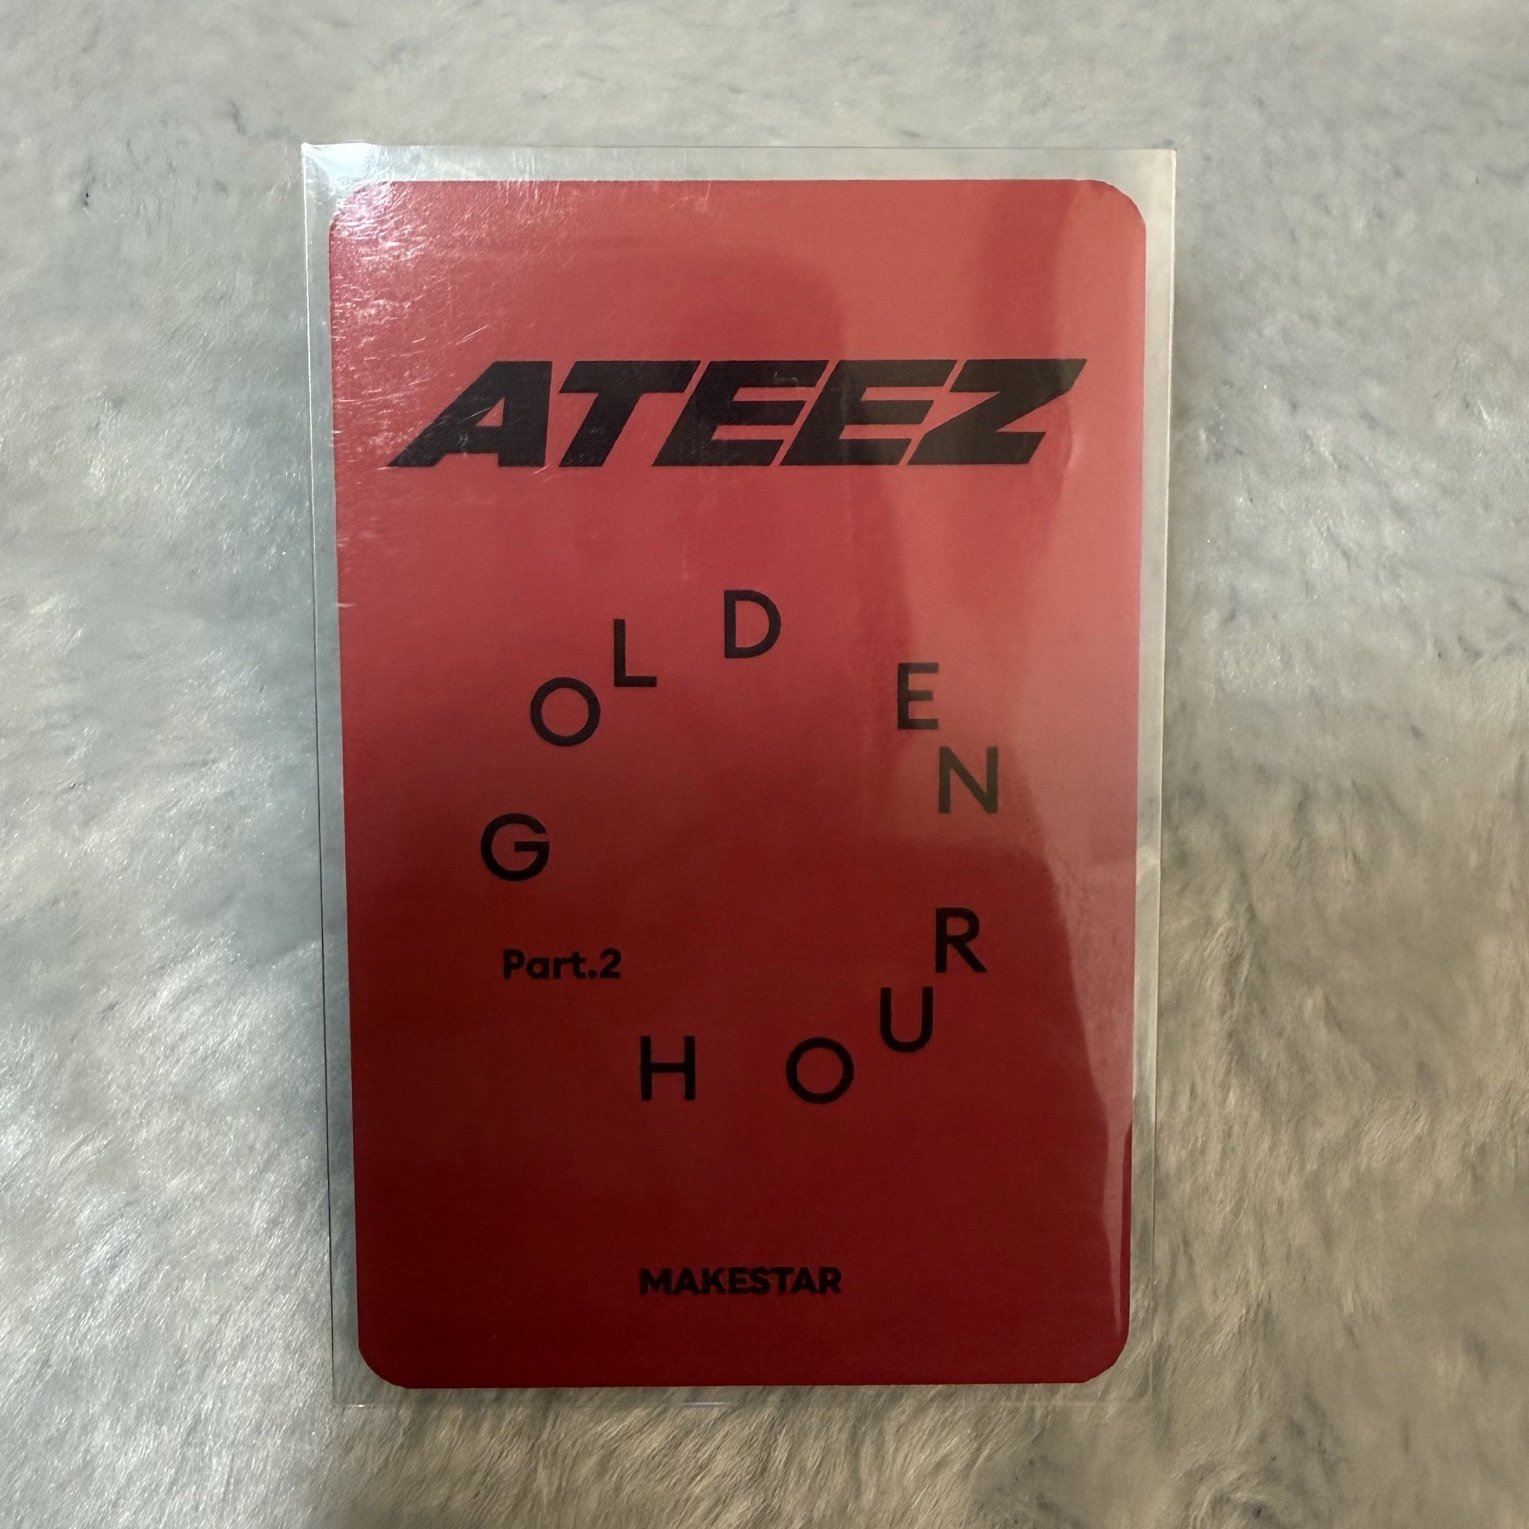 ATEEZ
GOLDEN
HOUR
Part.2
MAKESTAR